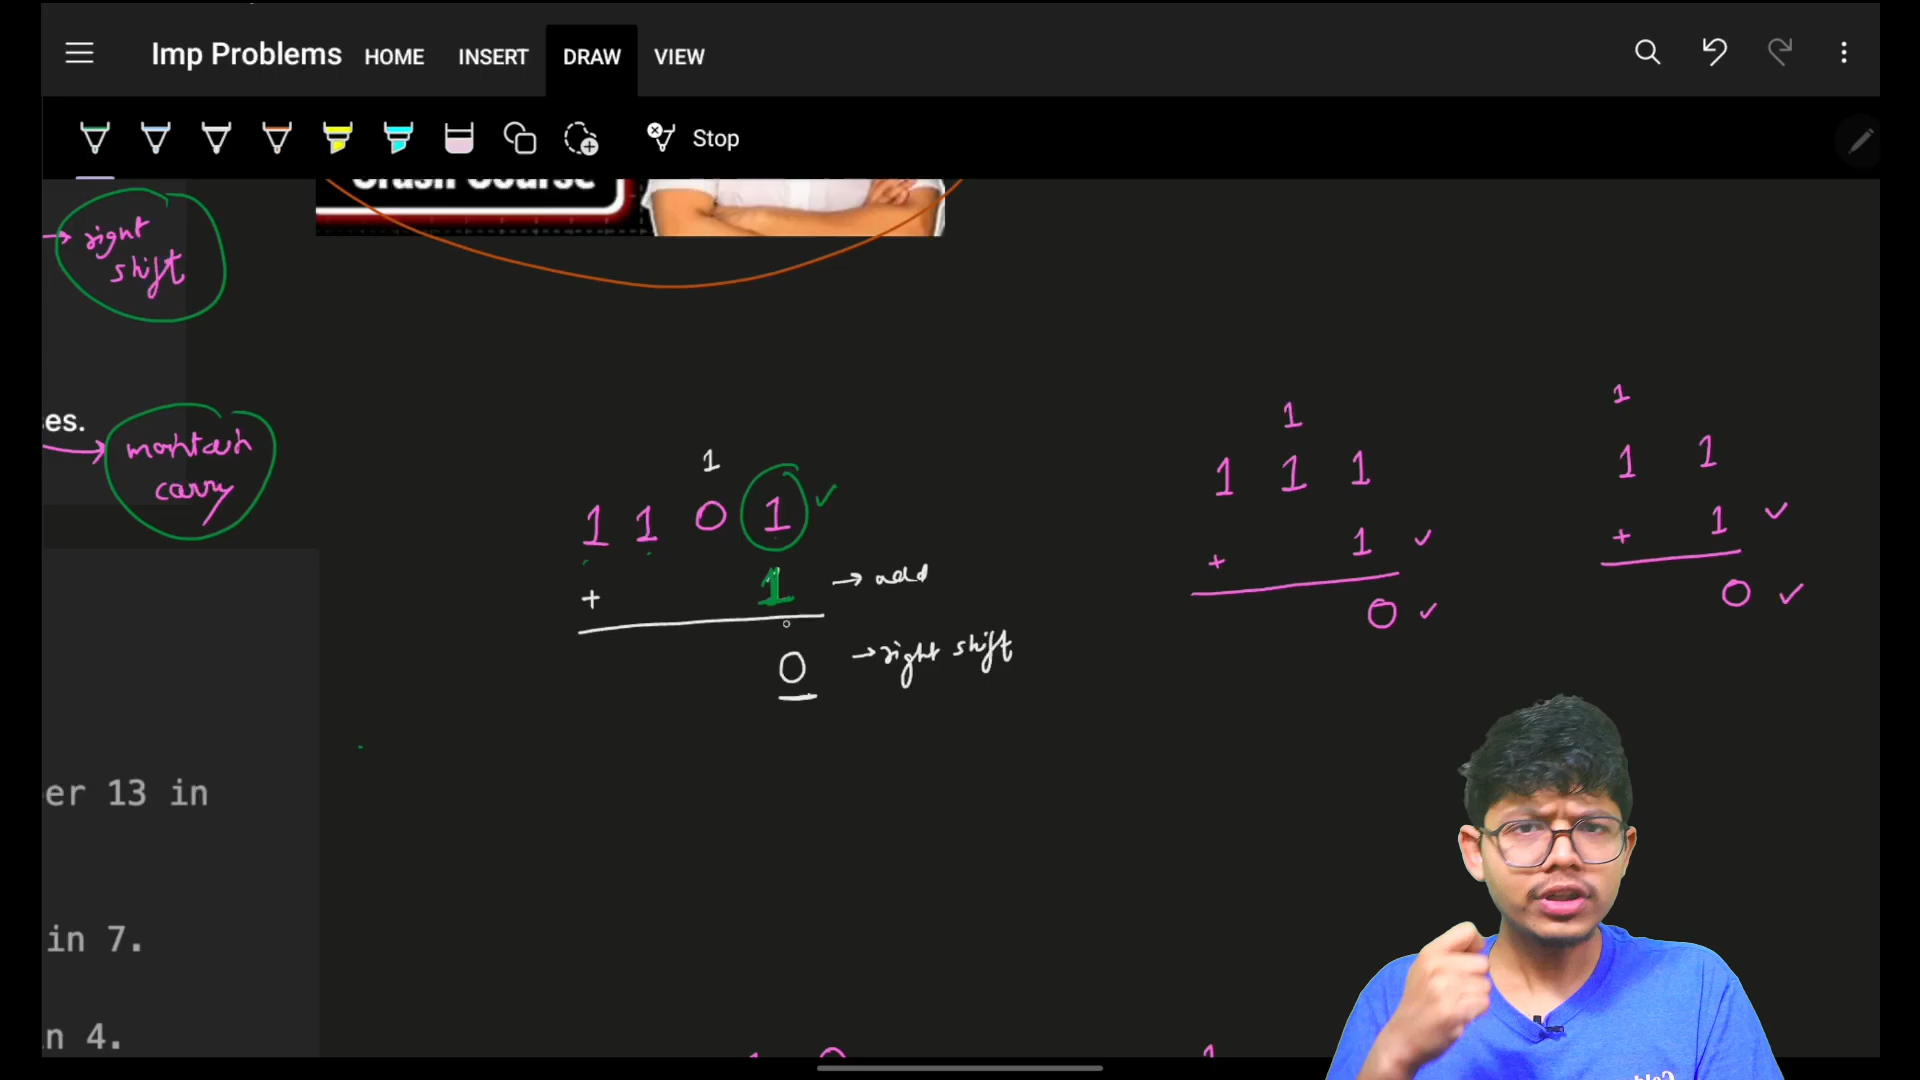 Imp Problems HOME INSERT DRAW VIEW
Stop
Crash Course
→ right
shift
es.
→ maintain
carry
1
1 1 0 1 ✓
+ 1 → add
0 → right shift
1
1 1 1
+ 1 ✓
0 ✓
1
1 1
+ 1 ✓
0 ✓
er 13 in
in 7.
n 4.